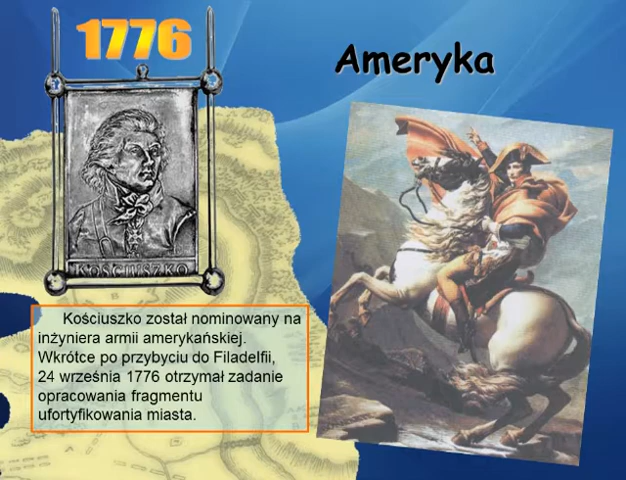 1776
Ameryka
KOŚCIUSZKO
Kościuszko został nominowany na
inżyniera armii amerykańskiej.
Wkrótce po przybyciu do Filadelfii,
24 września 1776 otrzymał zadanie
opracowania fragmentu
ufortyfikowania miasta.